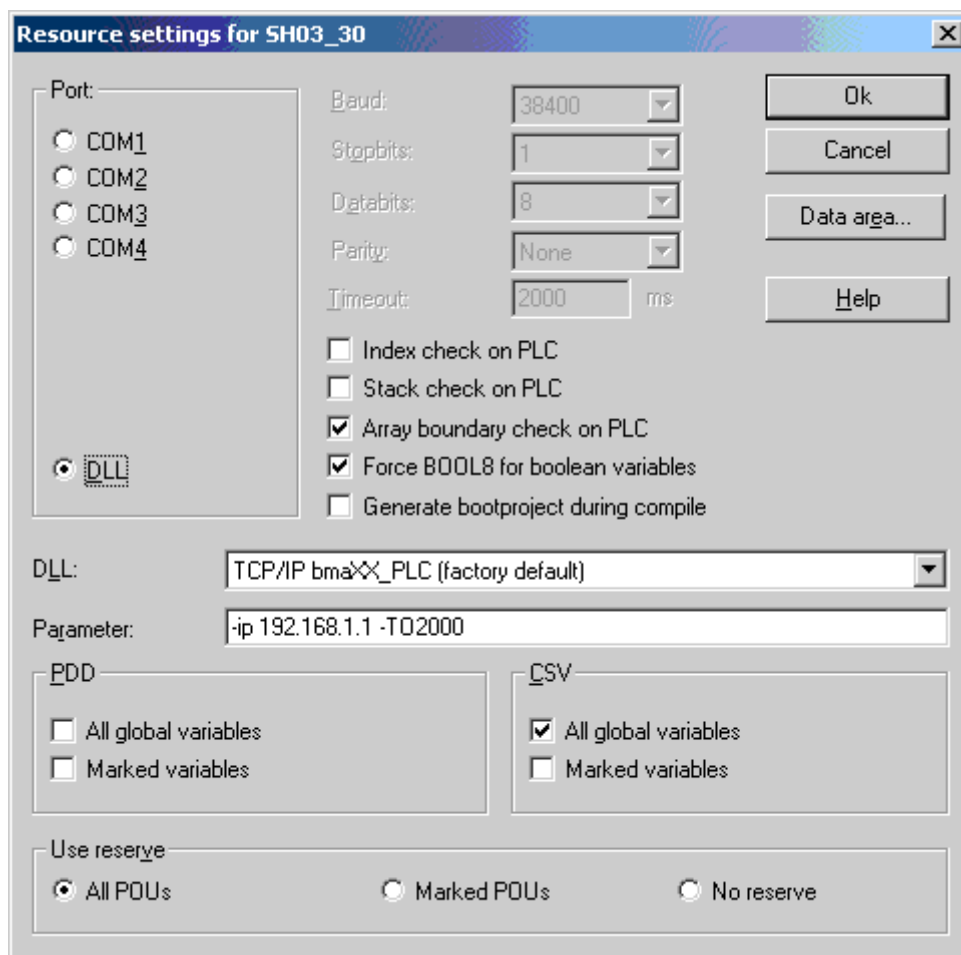 Resource settings for SH03_30
Port:
COM1
COM2
COM3
COM4
DLL
Baud: 38400
Stopbits: 1
Databits: 8
Parity: None
Timeout: 2000 ms
Index check on PLC
Stack check on PLC
Array boundary check on PLC
Force BOOL8 for boolean variables
Generate bootproject during compile
Ok
Cancel
Data area...
Help
DLL: TCP/IP bmaXX_PLC (factory default)
Parameter: -ip 192.168.1.1 -TO2000
PDD
All global variables
Marked variables
CSV
All global variables
Marked variables
Use reserve
All POUs Marked POUs No reserve